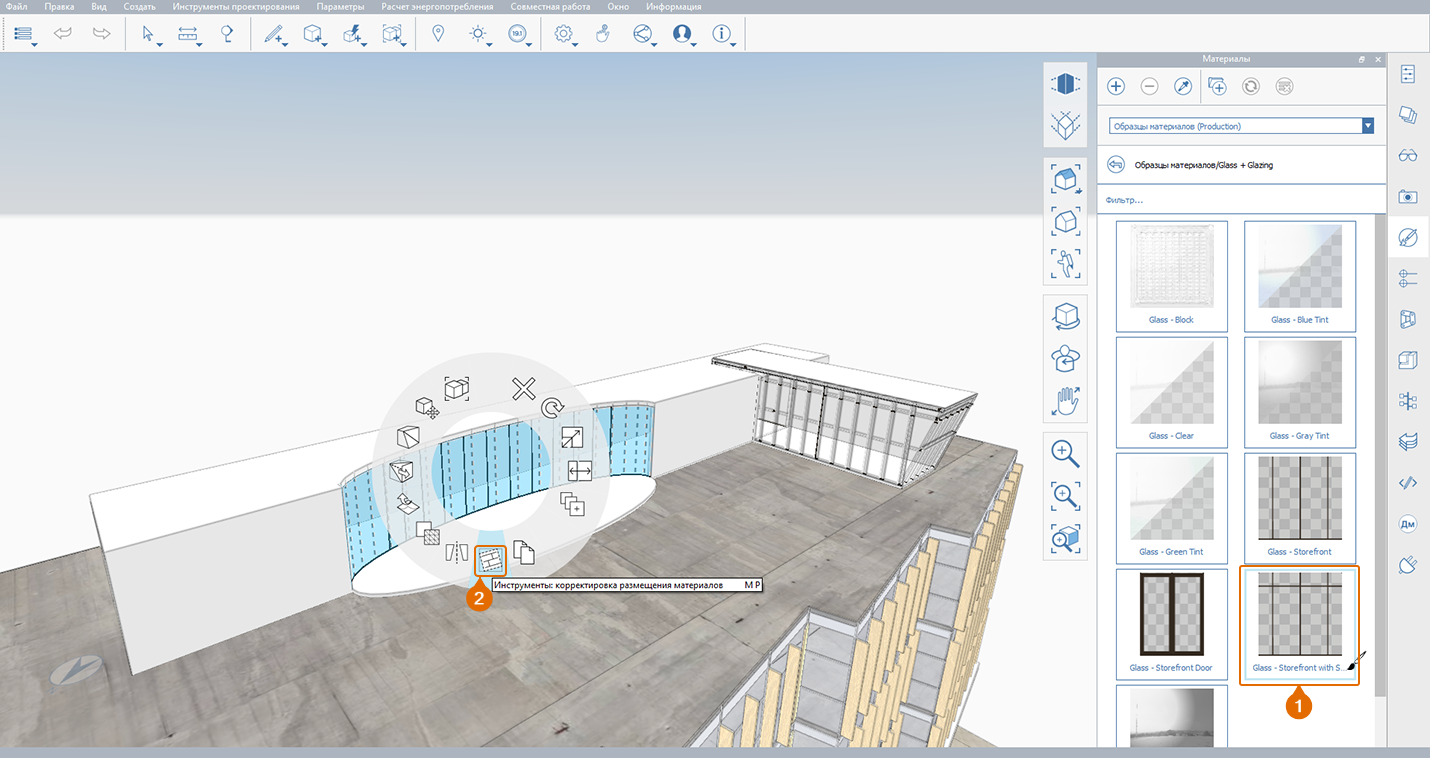 Файл Правка Вид Создать Инструменты проектирования Параметры Расчет энергопотребления Совместная работа Окно Информация
19.1
Материалы
Образцы материалов (Production)
Образцы материалов/Glass + Glazing
Фильтр...
Glass - Block
Glass - Blue Tint
Glass - Clear
Glass - Gray Tint
Glass - Green Tint
Glass - Storefront
Glass - Storefront Door
Glass - Storefront with S...
1
Инструменты: корректировка размещения материалов M P
2
Дм